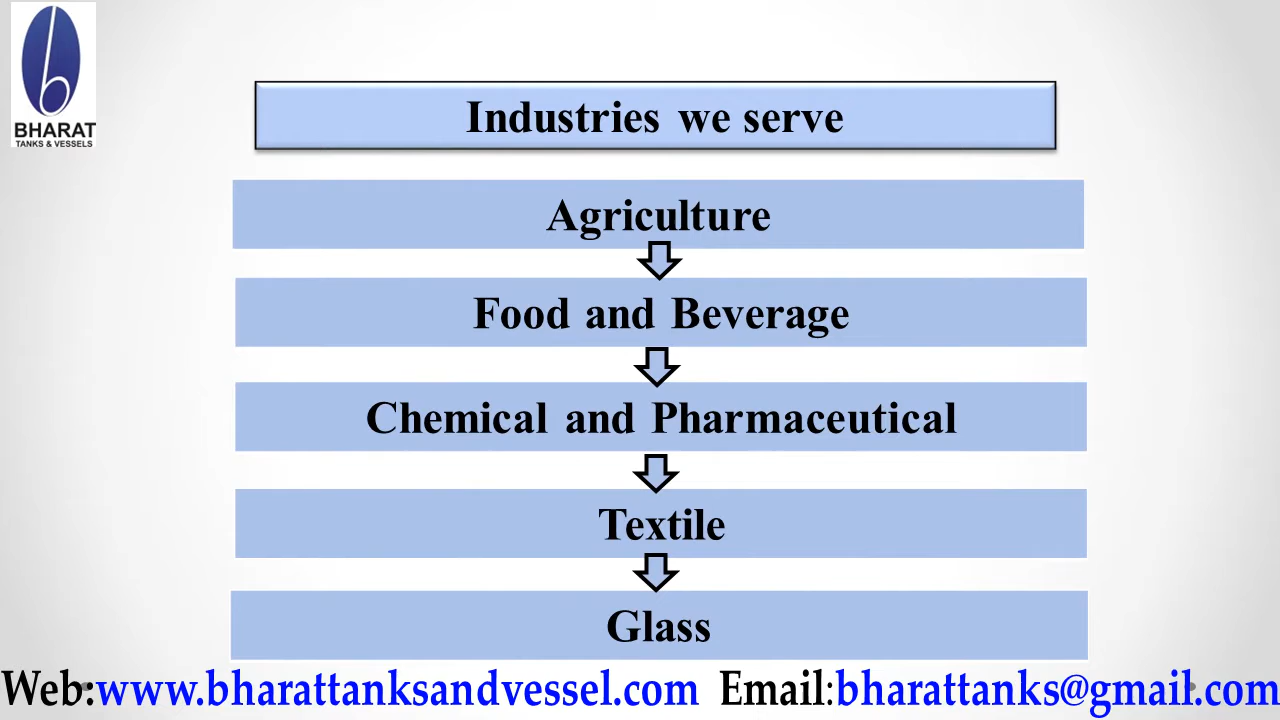 BHARAT
TANKS & VESSELS
Industries we serve
Agriculture
Food and Beverage
Chemical and Pharmaceutical
Textile
Glass
Web:www.bharattanksandvessel.com Email:bharattanks@gmail.com